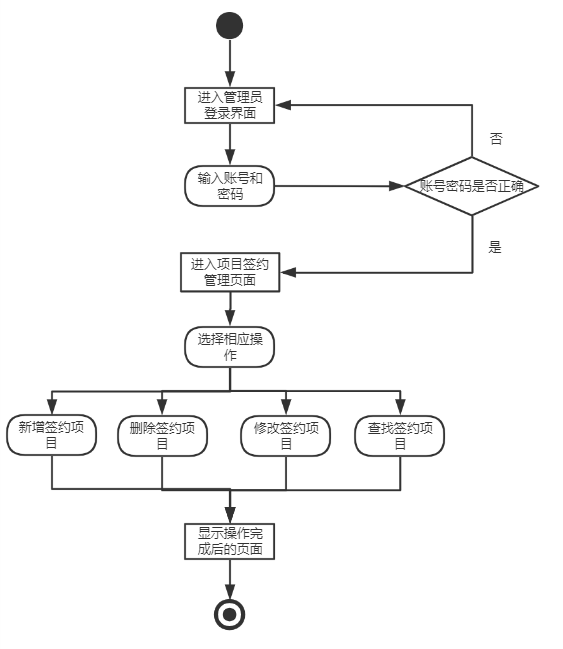 进入管理员
登录界面
否
输入账号和
密码
账号密码是否正确
是
进入项目签约
管理页面
选择相应操
作
新增签约项
目
删除签约项
目
修改签约项
目
查找签约项
目
显示操作完
成后的页面